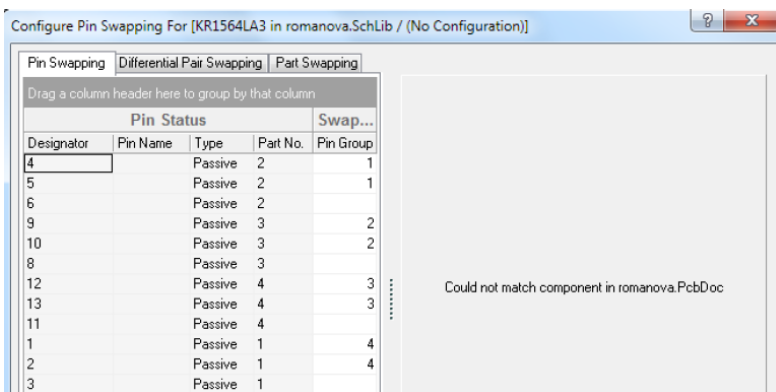 Configure Pin Swapping For [KR1564LA3 in romanova.SchLib / (No Configuration)]
Pin Swapping Differential Pair Swapping Part Swapping
Drag a column header here to group by that column
Pin Status Swap...
Designator Pin Name Type Part No. Pin Group
4 Passive 2 1
5 Passive 2 1
6 Passive 2
9 Passive 3 2
10 Passive 3 2
8 Passive 3
12 Passive 4 3
13 Passive 4 3
11 Passive 4
1 Passive 1 4
2 Passive 1 4
3 Passive 1
Could not match component in romanova.PcbDoc